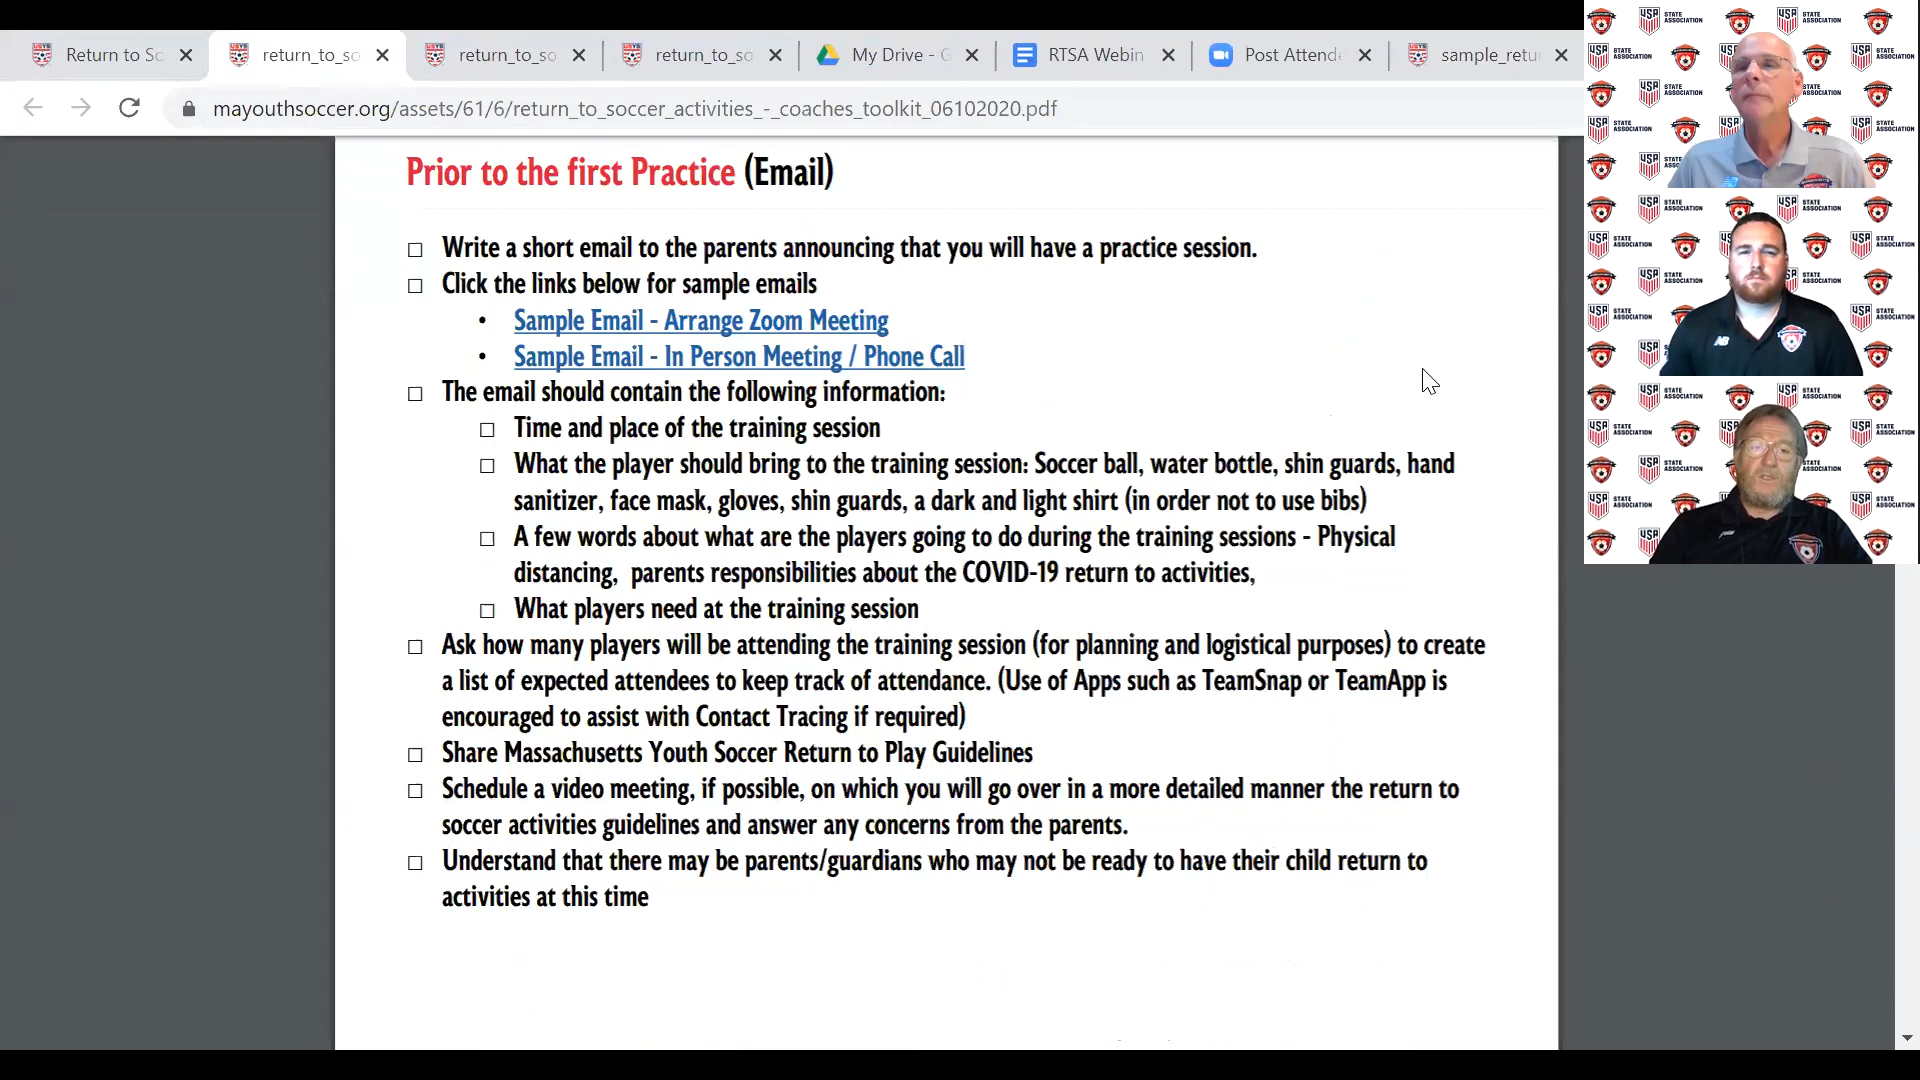 Return to Sc
return_to_so
return_to_so
return_to_so
My Drive - G
RTSA Webin
Post Attend
sample_retu
mayouthsoccer.org/assets/61/6/return_to_soccer_activities_-_coaches_toolkit_06102020.pdf
Prior to the first Practice (Email)
□ Write a short email to the parents announcing that you will have a practice session.
□ Click the links below for sample emails
• Sample Email - Arrange Zoom Meeting
• Sample Email - In Person Meeting / Phone Call
□ The email should contain the following information:
□ Time and place of the training session
□ What the player should bring to the training session: Soccer ball, water bottle, shin guards, hand
sanitizer, face mask, gloves, shin guards, a dark and light shirt (in order not to use bibs)
□ A few words about what are the players going to do during the training sessions - Physical
distancing, parents responsibilities about the COVID-19 return to activities,
□ What players need at the training session
□ Ask how many players will be attending the training session (for planning and logistical purposes) to create
a list of expected attendees to keep track of attendance. (Use of Apps such as TeamSnap or TeamApp is
encouraged to assist with Contact Tracing if required)
□ Share Massachusetts Youth Soccer Return to Play Guidelines
□ Schedule a video meeting, if possible, on which you will go over in a more detailed manner the return to
soccer activities guidelines and answer any concerns from the parents.
□ Understand that there may be parents/guardians who may not be ready to have their child return to
activities at this time
USA STATE ASSOCIATION